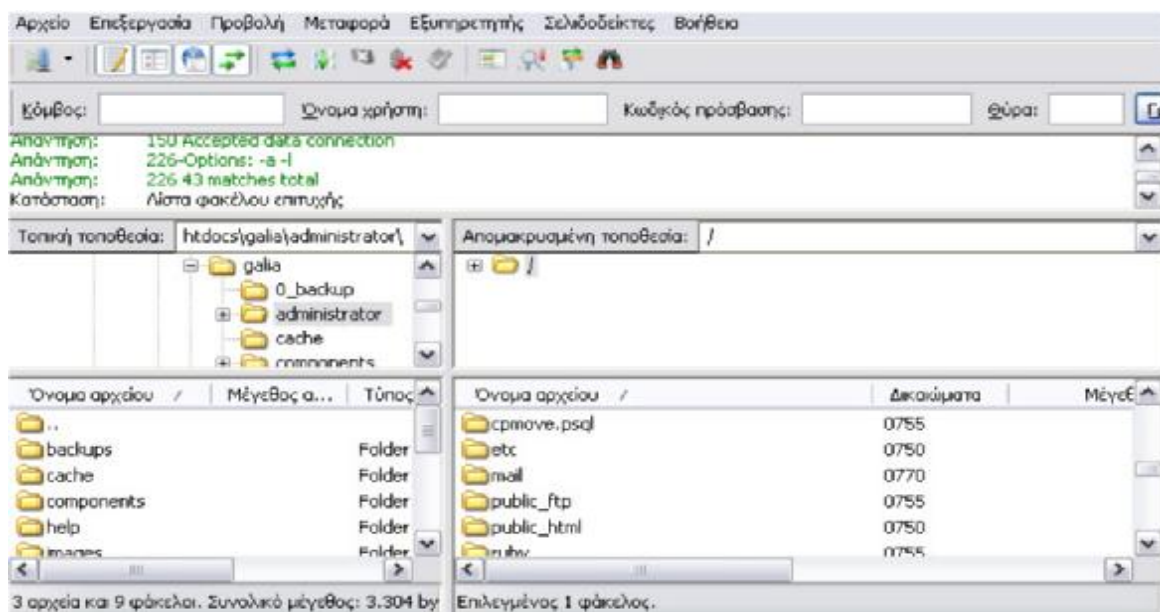 Αρχείο Επεξεργασία Προβολή Μεταφορά Εξυπηρετητής Σελιδοδείκτες Βοήθεια
Κόμβος: Όνομα χρήστη: Κωδικός πρόσβασης: Θύρα:
Απάντηση: 150 Accepted data connection
Απάντηση: 226-Options: -a -l
Απάντηση: 226 43 matches total
Κατάσταση: Λίστα φακέλου επιτυχής
Τοπική τοποθεσία: htdocs\galia\administrator\ Απομακρυσμένη τοποθεσία: /
galia /
0_backup
administrator
cache
components
Όνομα αρχείου / Μέγεθος α... Τύπος Όνομα αρχείου / Δικαιώματα Μέγεθ
.. cpmove.psql 0755
backups Folder etc 0750
cache Folder mail 0770
components Folder public_ftp 0755
help Folder public_html 0750
images Folder ruby 0755
3 αρχεία και 9 φάκελοι. Συνολικό μέγεθος: 3.304 by Επιλεγμένος 1 φάκελος.